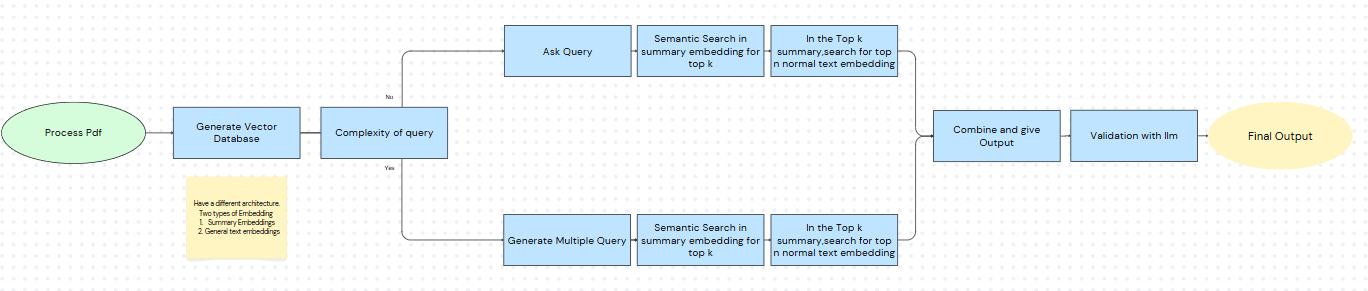 Process Pdf
Generate Vector
Database
Have a different architecture.
Two types of Embedding
1. Summary Embeddings
2. General text embeddings
Complexity of query
No
Yes
Ask Query
Semantic Search in
summary embedding for
top k
In the Top k
summary,search for top
n normal text embedding
Generate Multiple Query
Semantic Search in
summary embedding for
top k
In the Top k
summary,search for top
n normal text embedding
Combine and give
Output
Validation with llm
Final Output